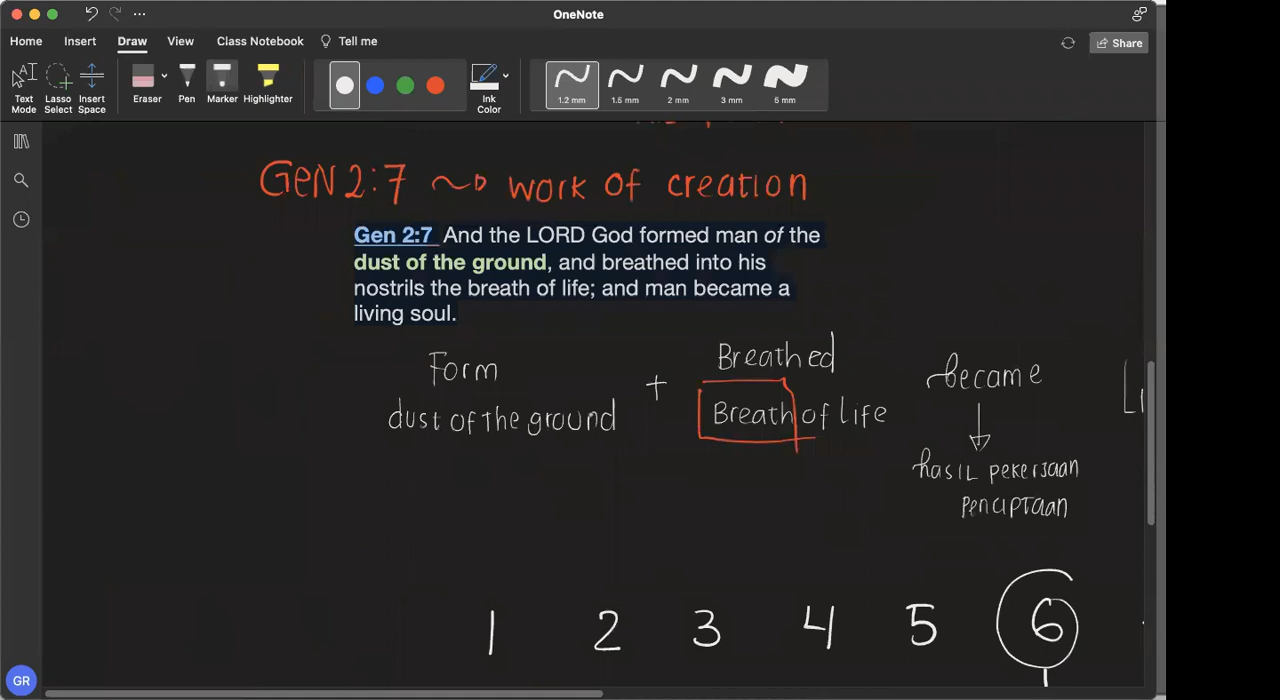 OneNote
Home Insert Draw View Class Notebook Tell me
Share
Text Mode
Lasso Select
Insert Space
Eraser
Pen
Marker
Highlighter
Ink Color
1.2 mm
1.5 mm
2 mm
3 mm
5 mm
GEN 2:7 work of creation
Gen 2:7 And the LORD God formed man of the
dust of the ground, and breathed into his
nostrils the breath of life; and man became a
living soul.
Form
dust of the ground
+
Breathed
Breath of life
became
hasil pekerjaan
penciptaan
1 2 3 4 5 6
GR